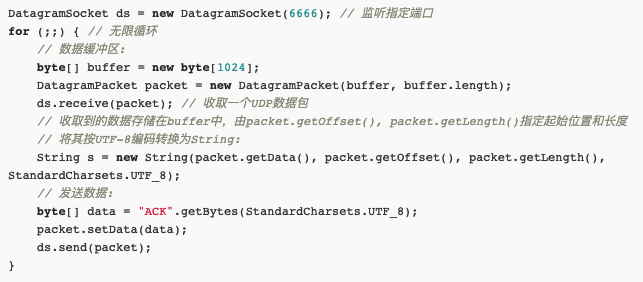 DatagramSocket ds = new DatagramSocket(6666); // 监听指定端口
for (;;) { // 无限循环
    // 数据缓冲区:
    byte[] buffer = new byte[1024];
    DatagramPacket packet = new DatagramPacket(buffer, buffer.length);
    ds.receive(packet); // 收取一个UDP数据包
    // 收取到的数据存储在buffer中，由packet.getOffset(), packet.getLength()指定起始位置和长度
    // 将其按UTF-8编码转换为String:
    String s = new String(packet.getData(), packet.getOffset(), packet.getLength(),
StandardCharsets.UTF_8);
    // 发送数据:
    byte[] data = "ACK".getBytes(StandardCharsets.UTF_8);
    packet.setData(data);
    ds.send(packet);
}